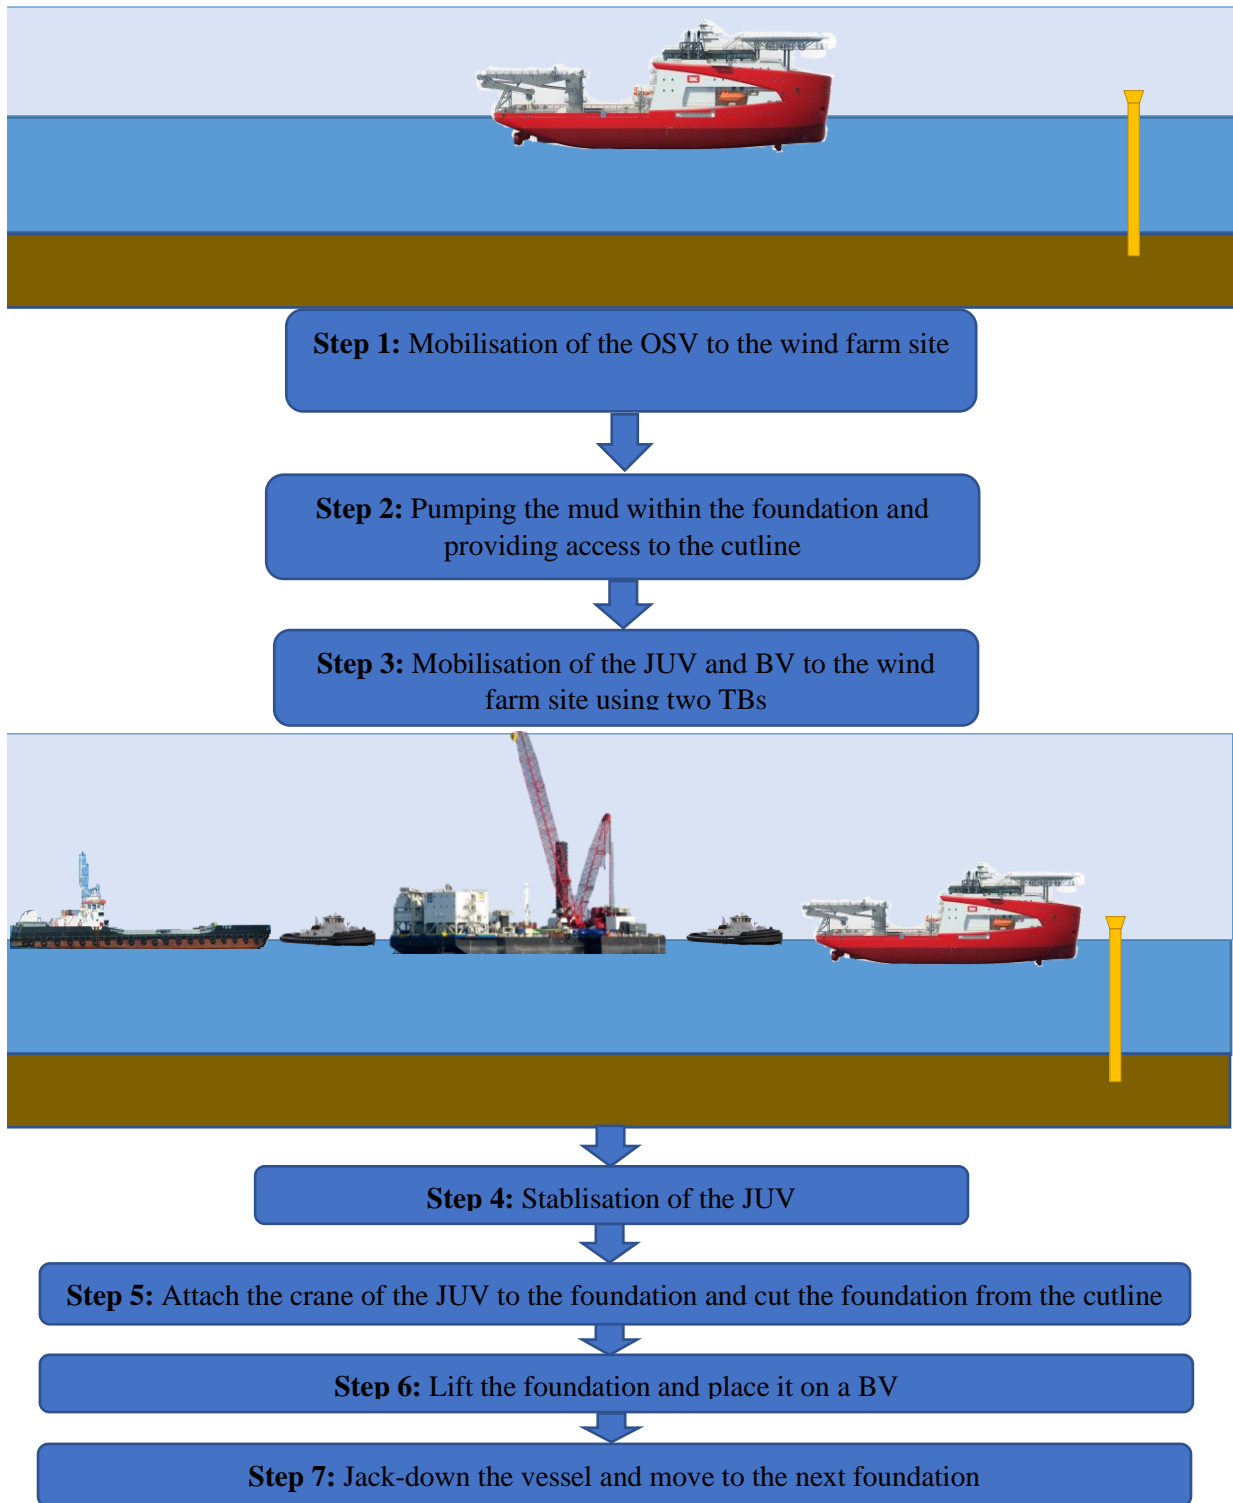 Step 1: Mobilisation of the OSV to the wind farm site
Step 2: Pumping the mud within the foundation and
providing access to the cutline
Step 3: Mobilisation of the JUV and BV to the wind
farm site using two TBs
Step 4: Stablisation of the JUV
Step 5: Attach the crane of the JUV to the foundation and cut the foundation from the cutline
Step 6: Lift the foundation and place it on a BV
Step 7: Jack-down the vessel and move to the next foundation